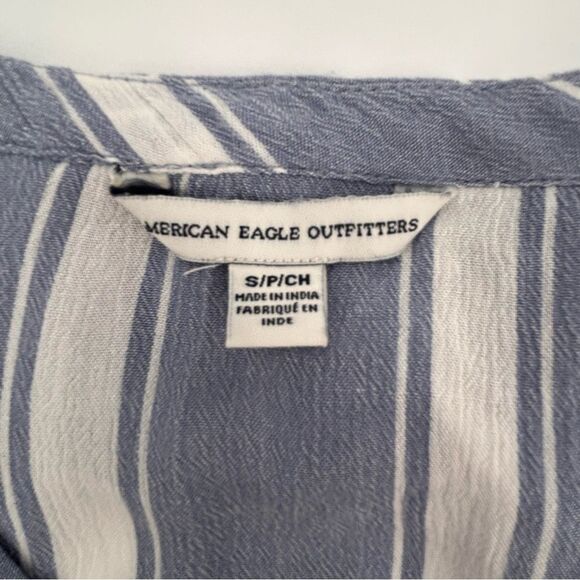 MERICAN EAGLE OUTFITTERS
S/P/CH
MADE IN INDIA
FABRIQUÉ EN
INDE